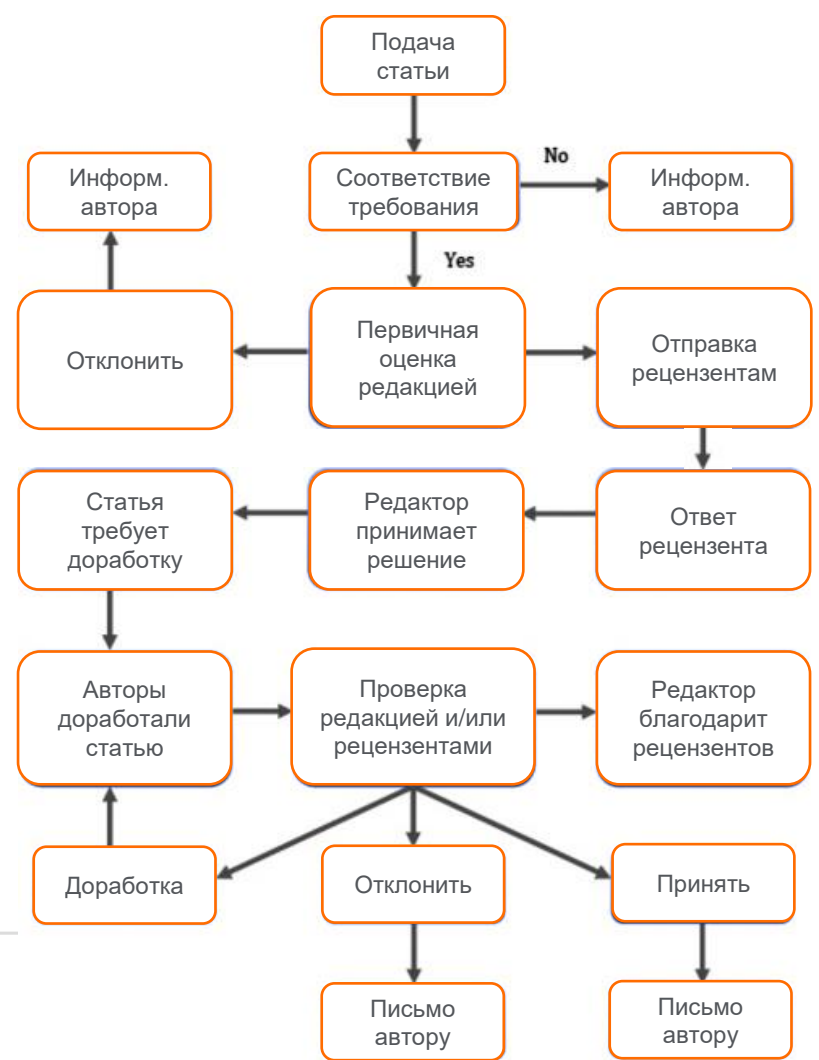 Подача
статьи
No
Информ.
автора
Соответствие
требования
Информ.
автора
Yes
Отклонить
Первичная
оценка
редакцией
Отправка
рецензентам
Статья
требует
доработку
Редактор
принимает
решение
Ответ
рецензента
Авторы
доработали
статью
Проверка
редакцией и/или
рецензентами
Редактор
благодарит
рецензентов
Доработка
Отклонить
Принять
Письмо
автору
Письмо
автору